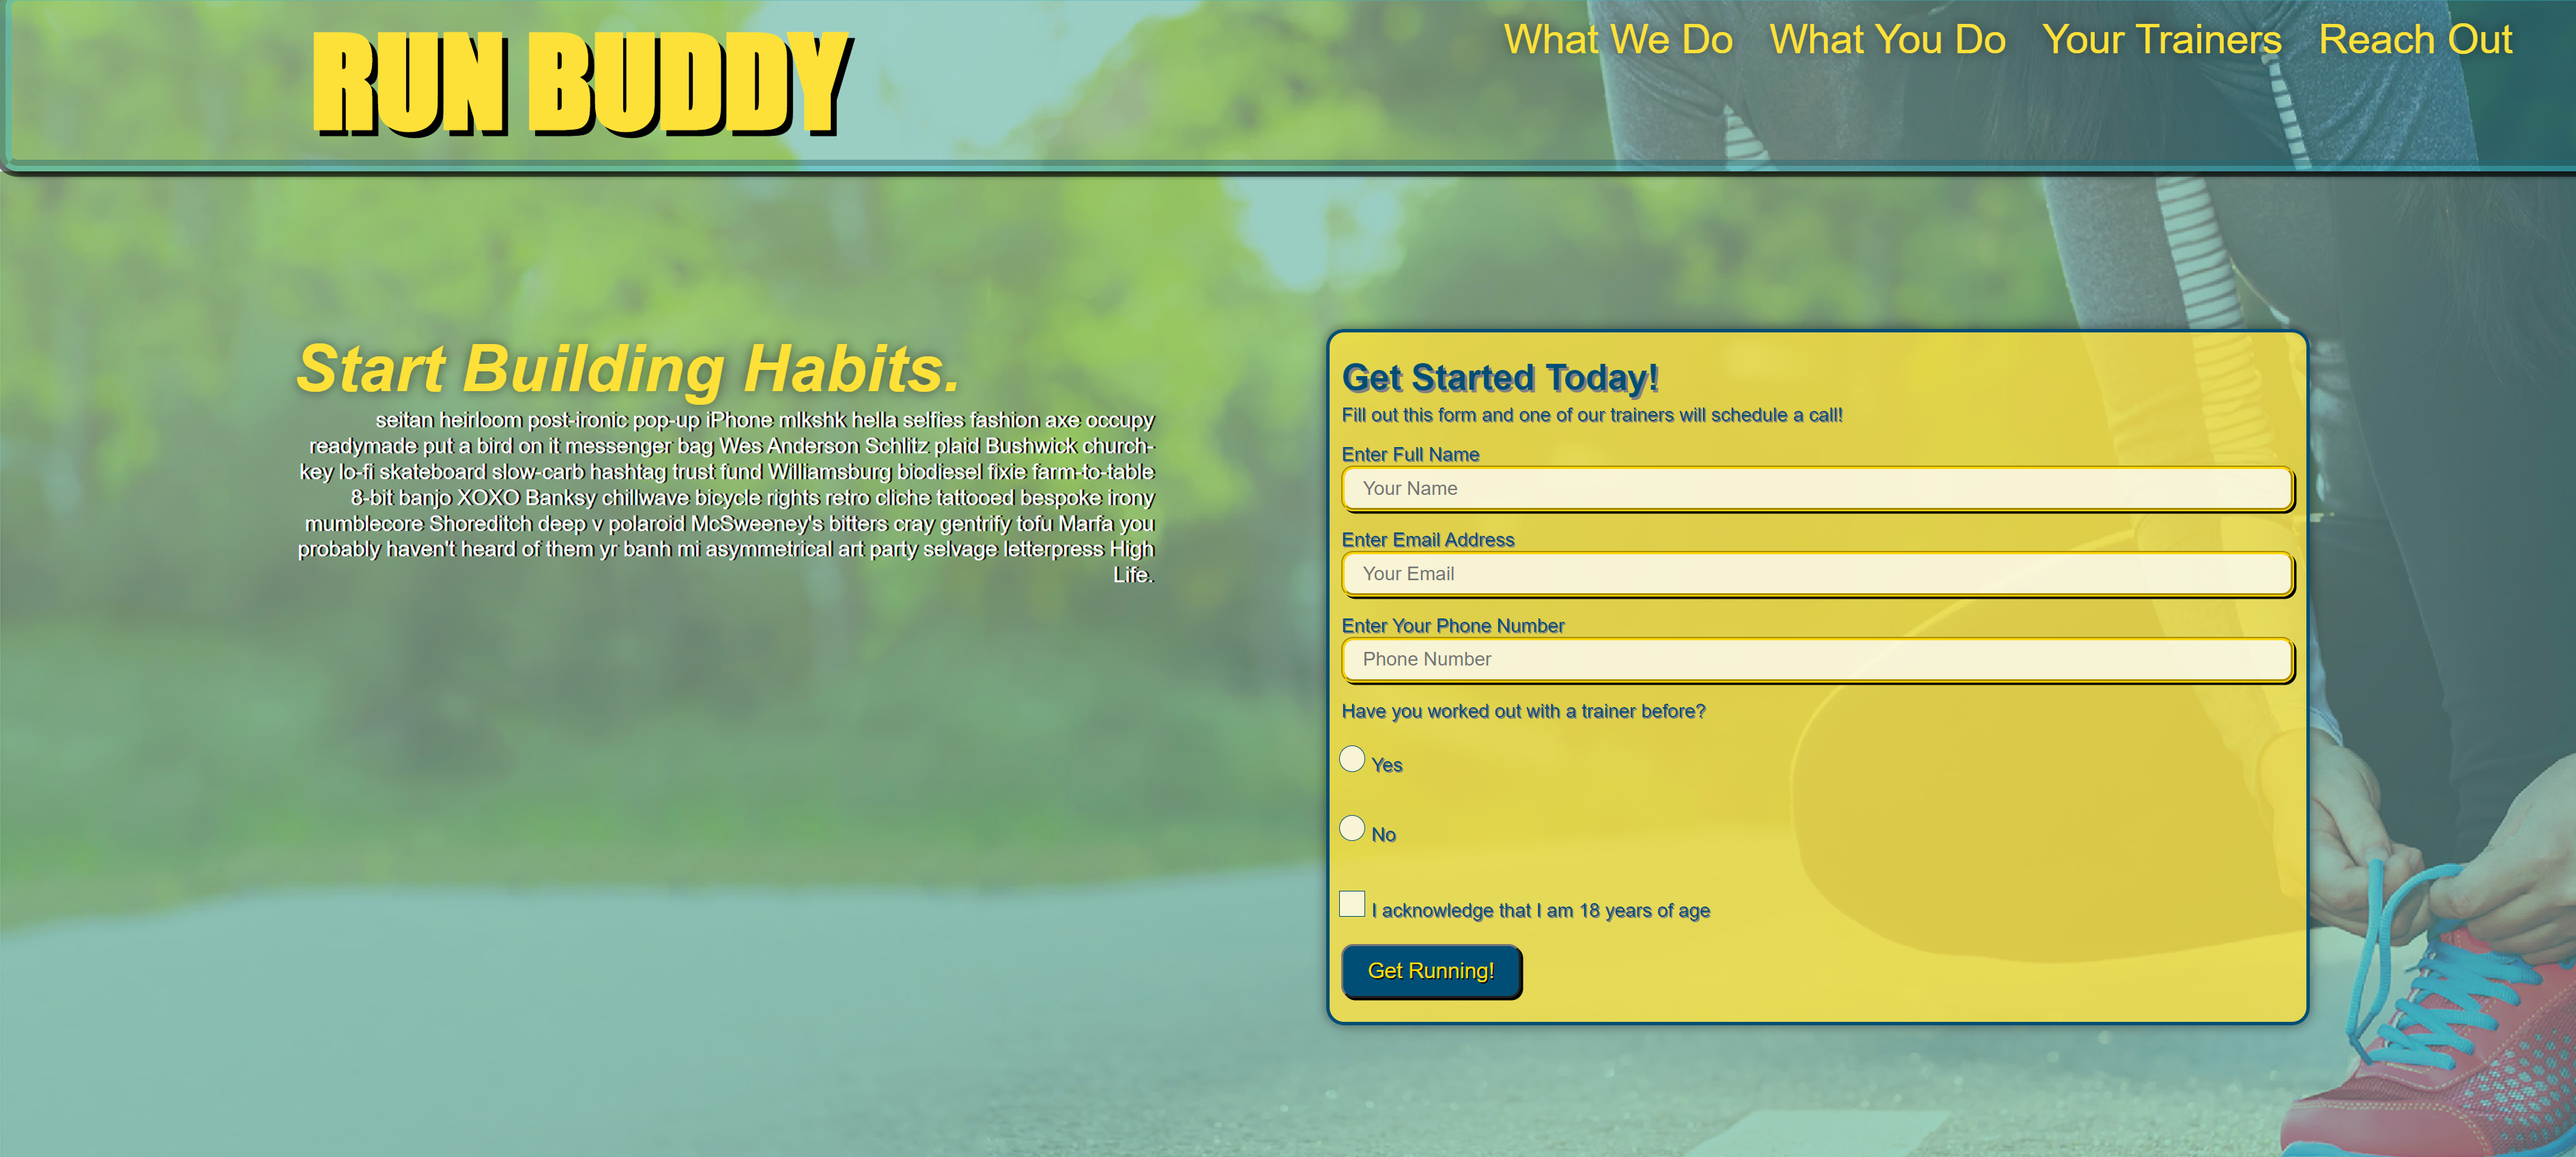 RUN BUDDY
What We Do What You Do Your Trainers Reach Out
Start Building Habits.
seitan heirloom post-ironic pop-up iPhone mlkshk hella selfies fashion axe occupy
readymade put a bird on it messenger bag Wes Anderson Schlitz plaid Bushwick church-
key lo-fi skateboard slow-carb hashtag trust fund Williamsburg biodiesel fixie farm-to-table
8-bit banjo XOXO Banksy chillwave bicycle rights retro cliche tattooed bespoke irony
mumblecore Shoreditch deep v polaroid McSweeney's bitters cray gentrify tofu Marfa you
probably haven't heard of them yr banh mi asymmetrical art party selvage letterpress High
Life.
Get Started Today!
Fill out this form and one of our trainers will schedule a call!
Enter Full Name
Your Name
Enter Email Address
Your Email
Enter Your Phone Number
Phone Number
Have you worked out with a trainer before?
Yes
No
I acknowledge that I am 18 years of age
Get Running!